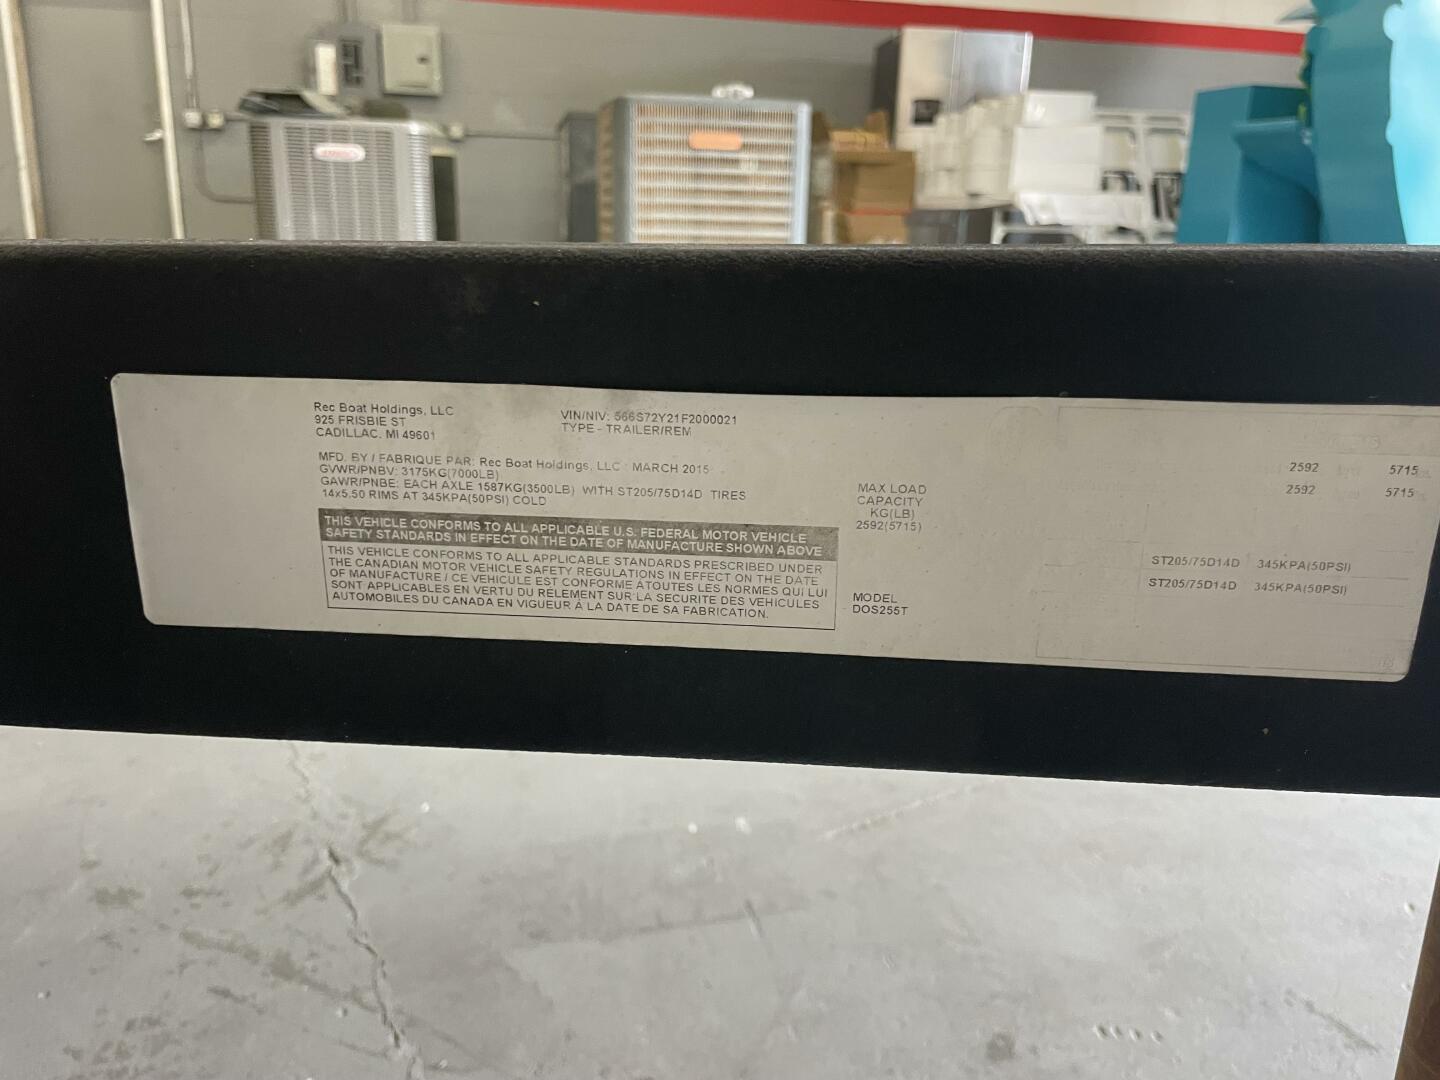 Rec Boat Holdings, LLC
925 FRISBIE ST
CADILLAC, MI 49601
VIN/NIV: 566S72Y21F2000021
TYPE - TRAILER/REM
MFD. BY / FABRIQUE PAR: Rec Boat Holdings, LLC MARCH 2015
GVWR/PNBV: 3175KG(7000LB)
GAWR/PNBE: EACH AXLE 1587KG(3500LB) WITH ST205/75D14D TIRES
14x5.50 RIMS AT 345KPA(50PSI) COLD
THIS VEHICLE CONFORMS TO ALL APPLICABLE U.S. FEDERAL MOTOR VEHICLE
SAFETY STANDARDS IN EFFECT ON THE DATE OF MANUFACTURE SHOWN ABOVE
THIS VEHICLE CONFORMS TO ALL APPLICABLE STANDARDS PRESCRIBED UNDER
THE CANADIAN MOTOR VEHICLE SAFETY REGULATIONS IN EFFECT ON THE DATE
OF MANUFACTURE / CE VEHICULE EST CONFORME ATOUTES LES NORMES QUI LUI
SONT APPLICABLES EN VERTU DU RELEMENT SUR LA SECURITE DES VEHICULES
AUTOMOBILES DU CANADA EN VIGUEUR A LA DATE DE SA FABRICATION.
MAX LOAD
CAPACITY
KG(LB)
2592(5715)
MODEL
DOS255T
2592 5715
2592 5715
ST205/75D14D 345KPA(50PSI)
ST205/75D14D 345KPA(50PSI)